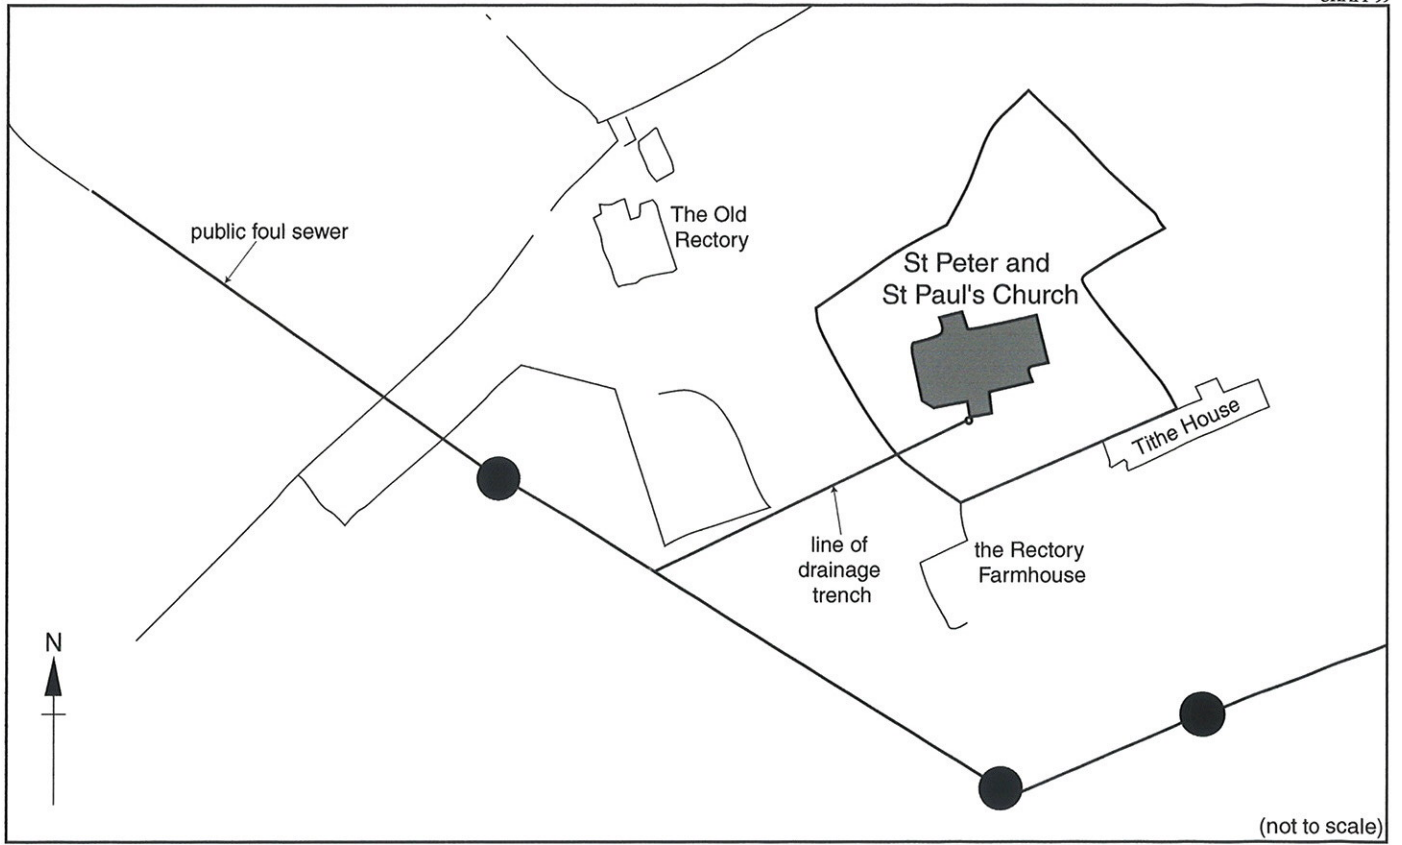 public foul sewer
The Old
Rectory
St Peter and
St Paul's Church
Tithe House
line of
drainage
trench
the Rectory
Farmhouse
N
(not to scale)